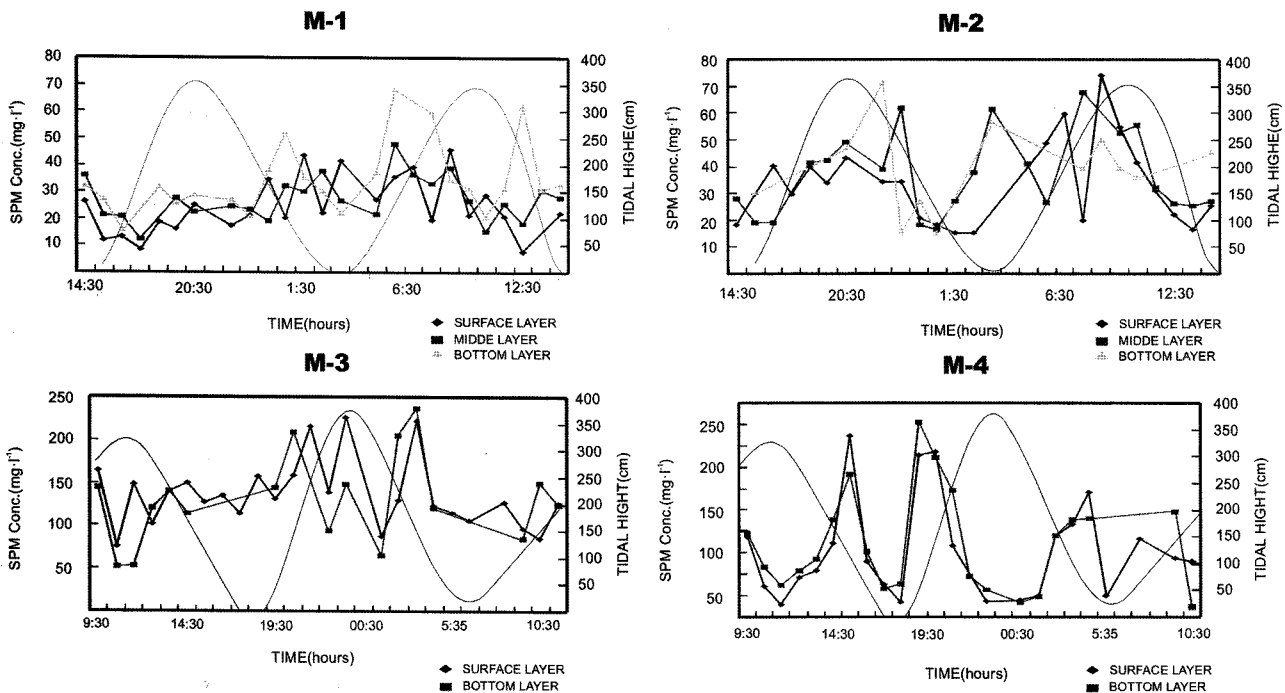 M-1
SPM Conc.(mg·l⁻¹)
80
70
60
50
40
30
20
10
400
350
300
250
200
150
100
50
TIDAL HIGHE(cm)
14:30 20:30 1:30 6:30 12:30
TIME(hours)
SURFACE LAYER
MIDDE LAYER
BOTTOM LAYER
M-2
SPM Conc.(mg·l⁻¹)
80
70
60
50
40
30
20
10
400
350
300
250
200
150
100
50
TIDAL HIGHE(cm)
14:30 20:30 1:30 6:30 12:30
TIME(hours)
SURFACE LAYER
MIDDE LAYER
BOTTOM LAYER
M-3
SPM Conc.(mg·l⁻¹)
250
200
150
100
50
400
350
300
250
200
150
100
50
TIDAL HIGHT(cm)
9:30 14:30 19:30 00:30 5:35 10:30
TIME(hours)
SURFACE LAYER
BOTTOM LAYER
M-4
SPM Conc.(mg·l⁻¹)
250
200
150
100
50
400
350
300
250
200
150
100
50
TIDAL HIGHT(cm)
9:30 14:30 19:30 00:30 5:35 10:30
TIME(hours)
SURFACE LAYER
BOTTOM LAYER